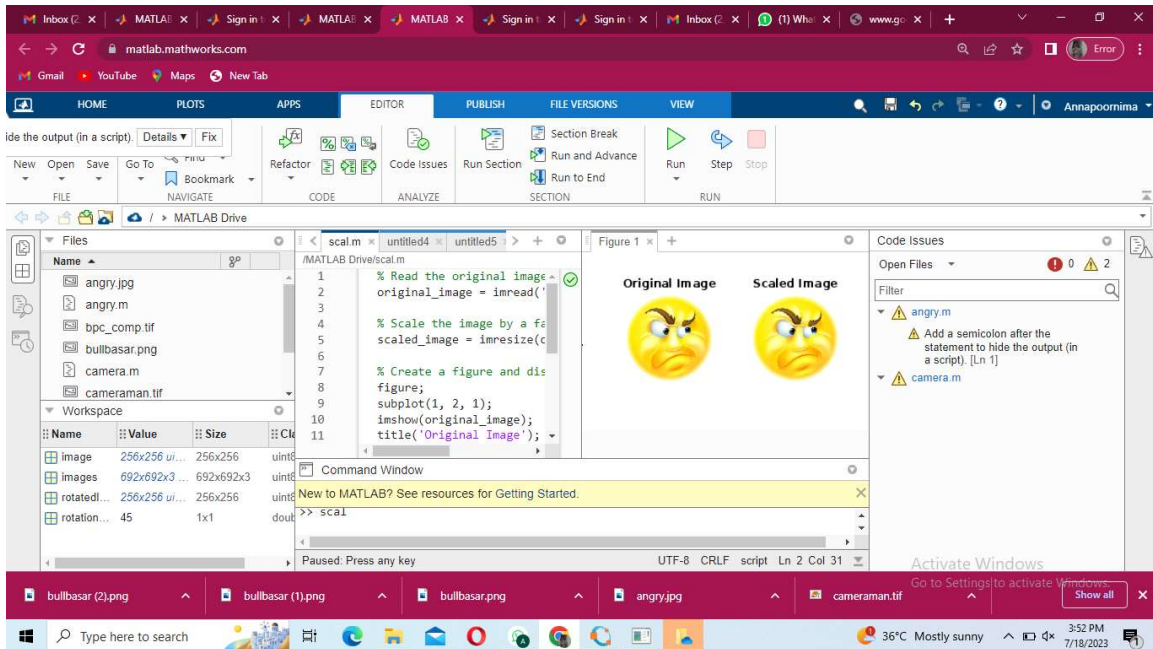 Inbox (2
MATLAB
Sign in t
MATLAB
MATLAB
Sign in t
Sign in t
Inbox (2
(1) What
www.go
matlab.mathworks.com
Error
Gmail YouTube Maps New Tab
HOME PLOTS APPS EDITOR PUBLISH FILE VERSIONS VIEW
Annapoornima
ide the output (in a script). Details Fix
New Open Save Go To Find Bookmark
Refactor Code Issues Run Section
Section Break
Run and Advance
Run to End
Run Step Stop
FILE NAVIGATE CODE ANALYZE SECTION RUN
/ > MATLAB Drive
Files
Name
angry.jpg
angry.m
bpc_comp.tif
bullbasar.png
camera.m
cameraman.tif
Workspace
Name Value Size Cla
image 256x256 ui... 256x256 uint8
images 692x692x3 ... 692x692x3 uint8
rotatedI... 256x256 ui... 256x256 uint8
rotation... 45 1x1 doub
scal.m untitled4 untitled5
/MATLAB Drive/scal.m
1 % Read the original image
2 original_image = imread('
3
4 % Scale the image by a fa
5 scaled_image = imresize(o
6
7 % Create a figure and dis
8 figure;
9 subplot(1, 2, 1);
10 imshow(original_image);
11 title('Original Image');
Figure 1
Original Image Scaled Image
Command Window
New to MATLAB? See resources for Getting Started.
>> scal
Paused: Press any key UTF-8 CRLF script Ln 2 Col 31
Code Issues
Open Files 0 2
Filter
angry.m
Add a semicolon after the
statement to hide the output (in
a script). [Ln 1]
camera.m
Activate Windows
Go to Settings to activate Windows.
bullbasar (2).png bullbasar (1).png bullbasar.png angry.jpg cameraman.tif Show all
Type here to search
36°C Mostly sunny
3:52 PM
7/18/2023
1